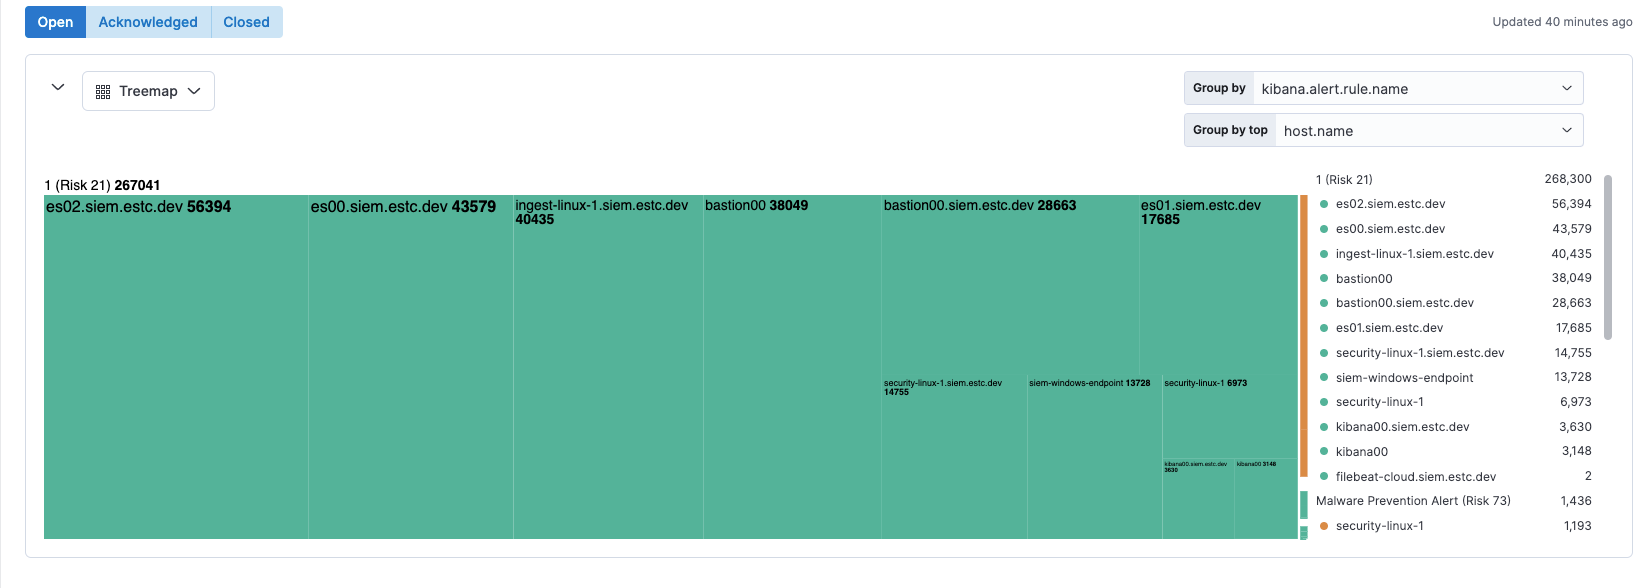 Open Acknowledged Closed Updated 40 minutes ago
Treemap
Group by kibana.alert.rule.name
Group by top host.name
1 (Risk 21) 267041
es02.siem.estc.dev 56394
es00.siem.estc.dev 43579
ingest-linux-1.siem.estc.dev
40435
bastion00 38049
bastion00.siem.estc.dev 28663
es01.siem.estc.dev
17685
security-linux-1.siem.estc.dev
14755
siem-windows-endpoint 13728
security-linux-1 6973
kibana00.siem.estc.dev
3630
kibana00 3148
1 (Risk 21) 268,300
es02.siem.estc.dev 56,394
es00.siem.estc.dev 43,579
ingest-linux-1.siem.estc.dev 40,435
bastion00 38,049
bastion00.siem.estc.dev 28,663
es01.siem.estc.dev 17,685
security-linux-1.siem.estc.dev 14,755
siem-windows-endpoint 13,728
security-linux-1 6,973
kibana00.siem.estc.dev 3,630
kibana00 3,148
filebeat-cloud.siem.estc.dev 2
Malware Prevention Alert (Risk 73) 1,436
security-linux-1 1,193